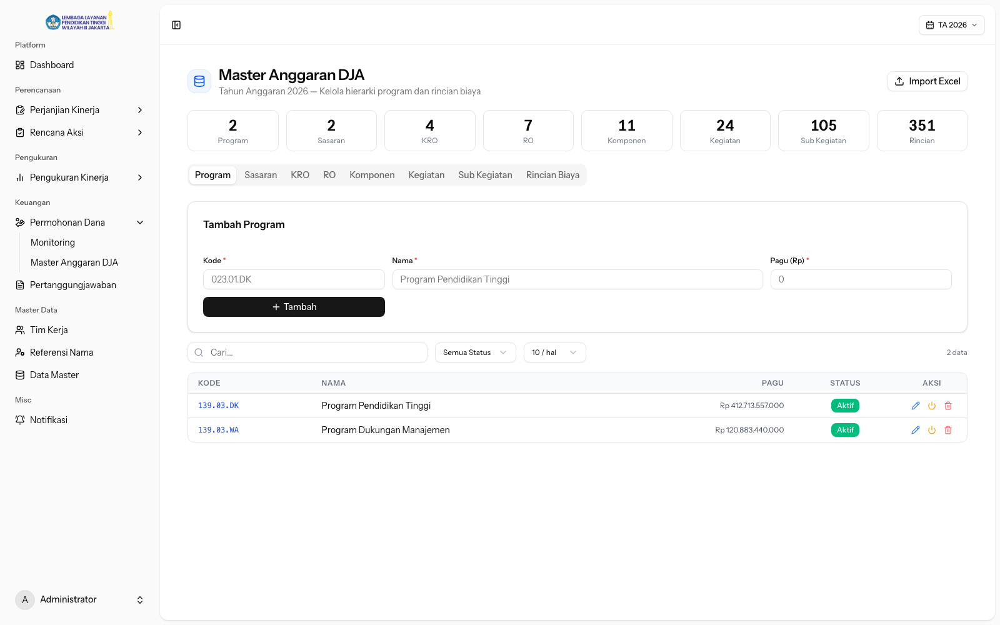 LEMBAGA LAYANAN
PENDIDIKAN TINGGI
WILAYAH III JAKARTA
Platform
Dashboard
Perencanaan
Perjanjian Kinerja
Rencana Aksi
Pengukuran
Pengukuran Kinerja
Keuangan
Permohonan Dana
Monitoring
Master Anggaran DJA
Pertanggungjawaban
Master Data
Tim Kerja
Referensi Nama
Data Master
Misc
Notifikasi
A Administrator
TA 2026
Master Anggaran DJA
Tahun Anggaran 2026 — Kelola hierarki program dan rincian biaya
Import Excel
2 2 4 7 11 24 105 351
Program Sasaran KRO RO Komponen Kegiatan Sub Kegiatan Rincian
Program Sasaran KRO RO Komponen Kegiatan Sub Kegiatan Rincian Biaya
Tambah Program
Kode * Nama * Pagu (Rp) *
023.01.DK Program Pendidikan Tinggi 0
+ Tambah
Cari... Semua Status 10 / hal 2 data
KODE NAMA PAGU STATUS AKSI
139.03.DK Program Pendidikan Tinggi Rp 412.713.557.000 Aktif
139.03.WA Program Dukungan Manajemen Rp 120.883.440.000 Aktif